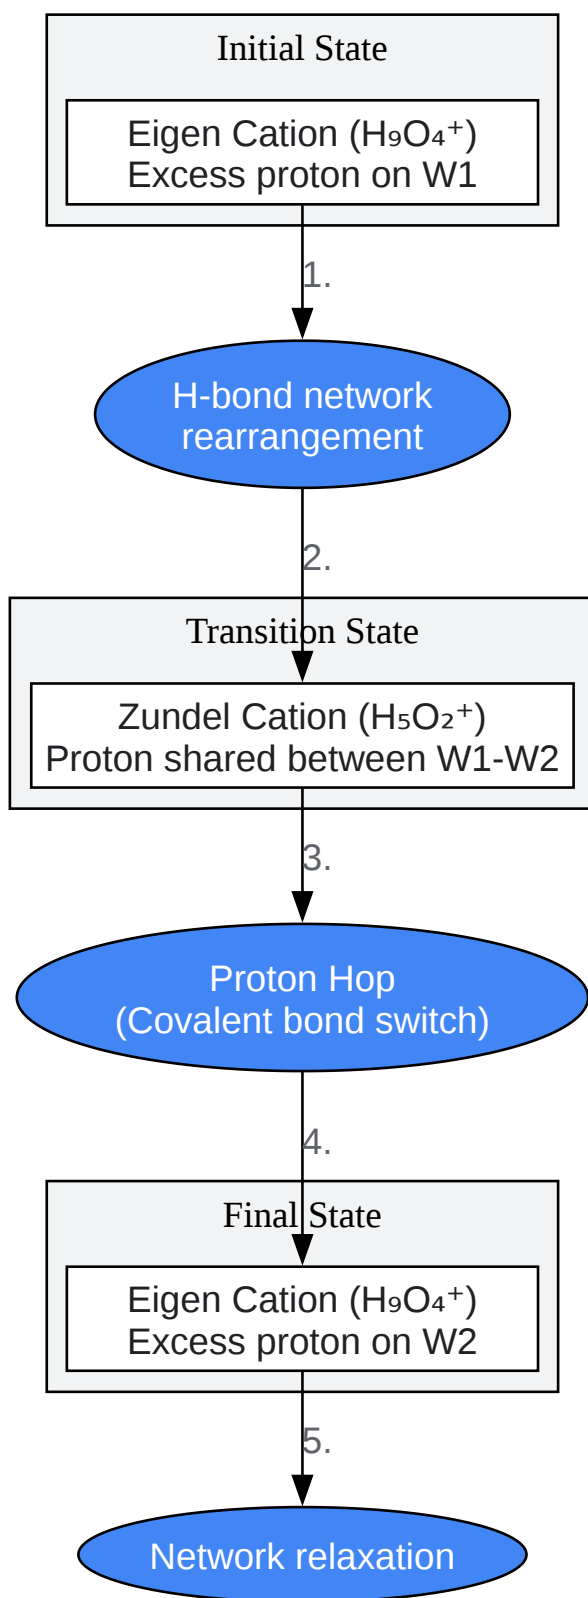 Initial State
Eigen Cation (H₉O₄⁺)
Excess proton on W1
1.
H-bond network
rearrangement
2.
Transition State
Zundel Cation (H₅O₂⁺)
Proton shared between W1-W2
3.
Proton Hop
(Covalent bond switch)
4.
Final State
Eigen Cation (H₉O₄⁺)
Excess proton on W2
5.
Network relaxation